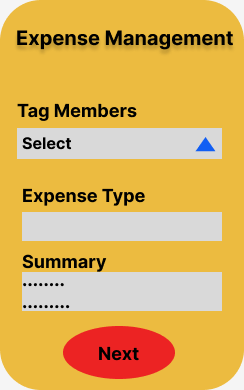 Expense Management
Tag Members
Select
Expense Type
Summary
........
.........
Next